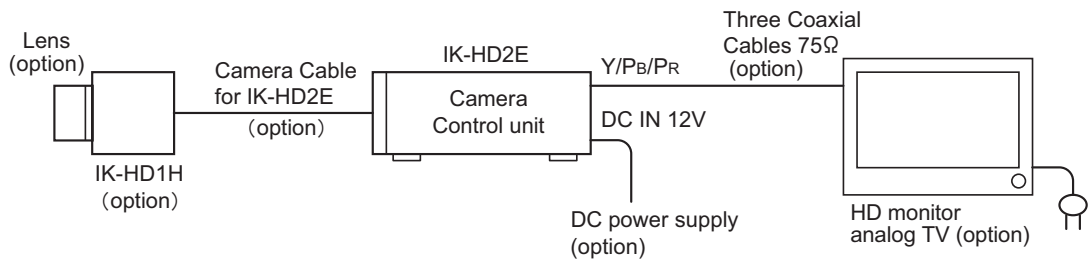 Lens
(option)
IK-HD1H
（option）
Camera Cable
for IK-HD2E
（option）
IK-HD2E
Camera
Control unit
Y/PB/PR
DC IN 12V
DC power supply
(option)
Three Coaxial
Cables 75Ω
(option)
HD monitor
analog TV (option)